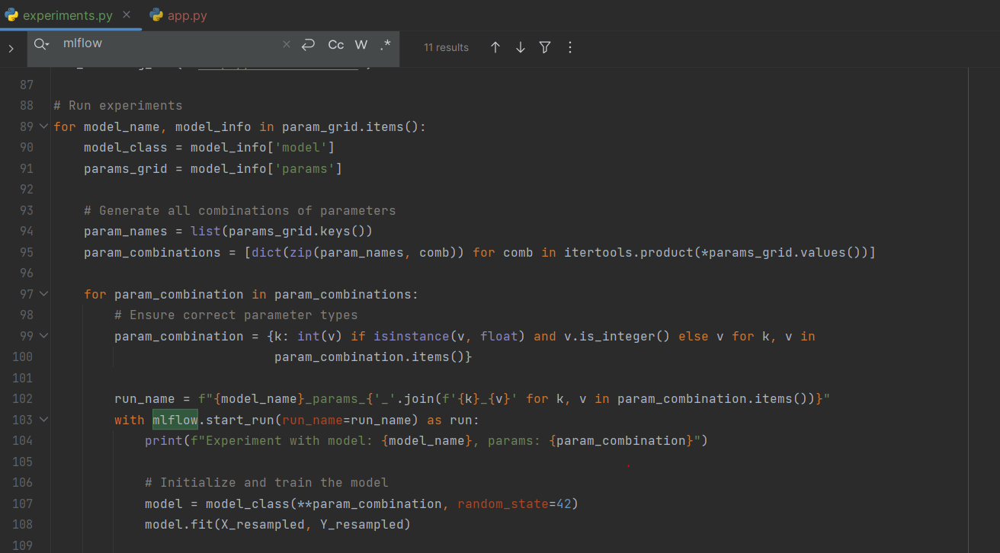 experiments.py
app.py
mlflow
Cc W .*
11 results
87
88 # Run experiments
89 for model_name, model_info in param_grid.items():
90     model_class = model_info['model']
91     params_grid = model_info['params']
92
93     # Generate all combinations of parameters
94     param_names = list(params_grid.keys())
95     param_combinations = [dict(zip(param_names, comb)) for comb in itertools.product(*params_grid.values())]
96
97     for param_combination in param_combinations:
98         # Ensure correct parameter types
99         param_combination = {k: int(v) if isinstance(v, float) and v.is_integer() else v for k, v in
100                              param_combination.items()}
101
102         run_name = f"{model_name}_params_{'_'.join(f'{k}_{v}' for k, v in param_combination.items())}"
103         with mlflow.start_run(run_name=run_name) as run:
104             print(f"Experiment with model: {model_name}, params: {param_combination}")
105
106             # Initialize and train the model
107             model = model_class(**param_combination, random_state=42)
108             model.fit(X_resampled, Y_resampled)
109